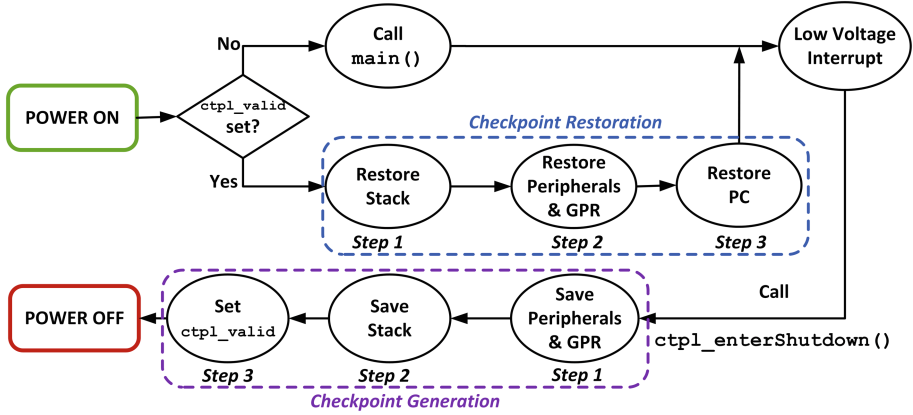 No
Call
main()
Low Voltage
Interrupt
POWER ON
ctpl_valid
set?
Checkpoint Restoration
Yes
Restore
Stack
Restore
Peripherals
& GPR
Restore
PC
Step 1
Step 2
Step 3
Call
ctpl_enterShutdown()
POWER OFF
Set
ctpl_valid
Save
Stack
Save
Peripherals
& GPR
Step 3
Step 2
Step 1
Checkpoint Generation